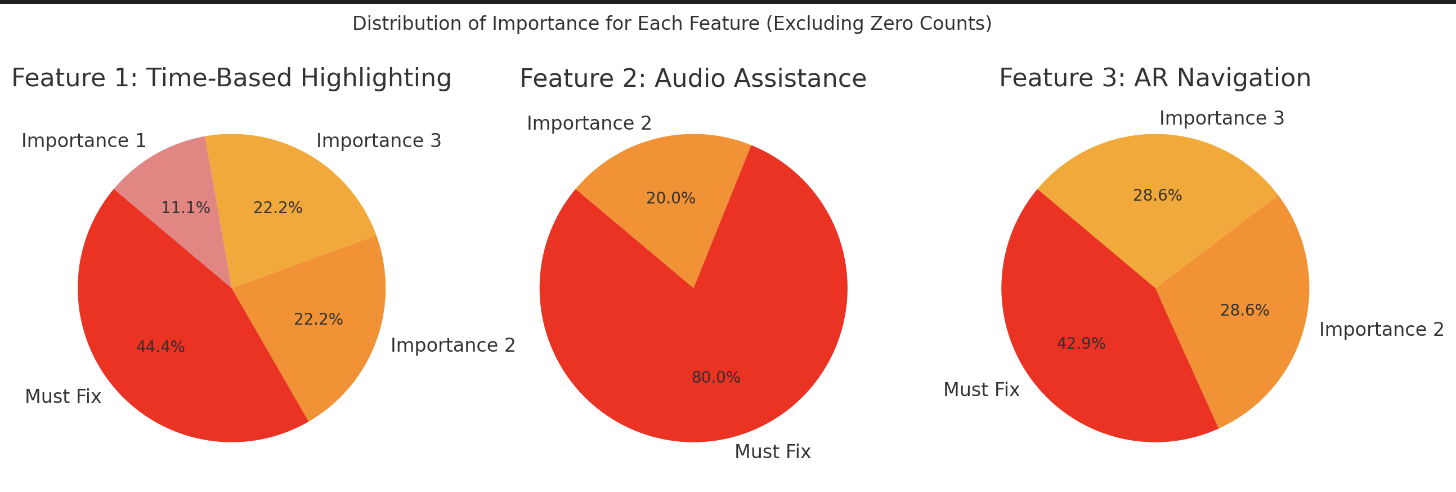 Distribution of Importance for Each Feature (Excluding Zero Counts)
Feature 1: Time-Based Highlighting
Importance 1
Importance 3
11.1%
22.2%
22.2%
44.4%
Importance 2
Must Fix
Feature 2: Audio Assistance
Importance 2
20.0%
80.0%
Must Fix
Feature 3: AR Navigation
Importance 3
28.6%
28.6%
Importance 2
42.9%
Must Fix